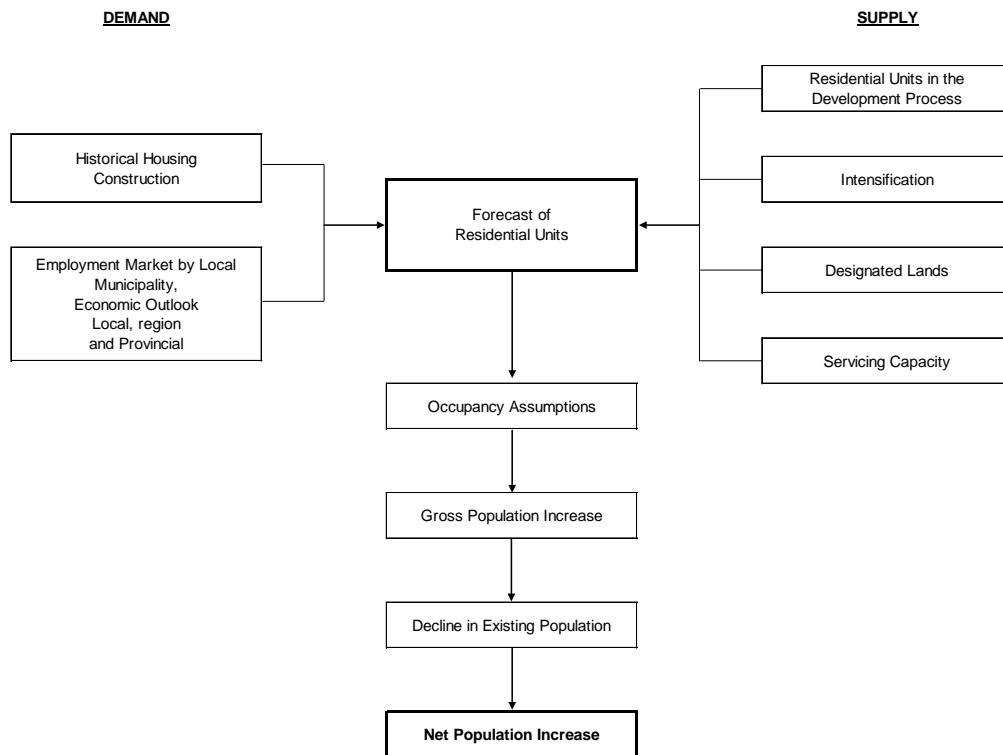 DEMAND
SUPPLY
Residential Units in the
Development Process
Historical Housing
Construction
Intensification
Forecast of
Residential Units
Employment Market by Local
Municipality,
Economic Outlook
Local, region
and Provincial
Designated Lands
Servicing Capacity
Occupancy Assumptions
Gross Population Increase
Decline in Existing Population
Net Population Increase